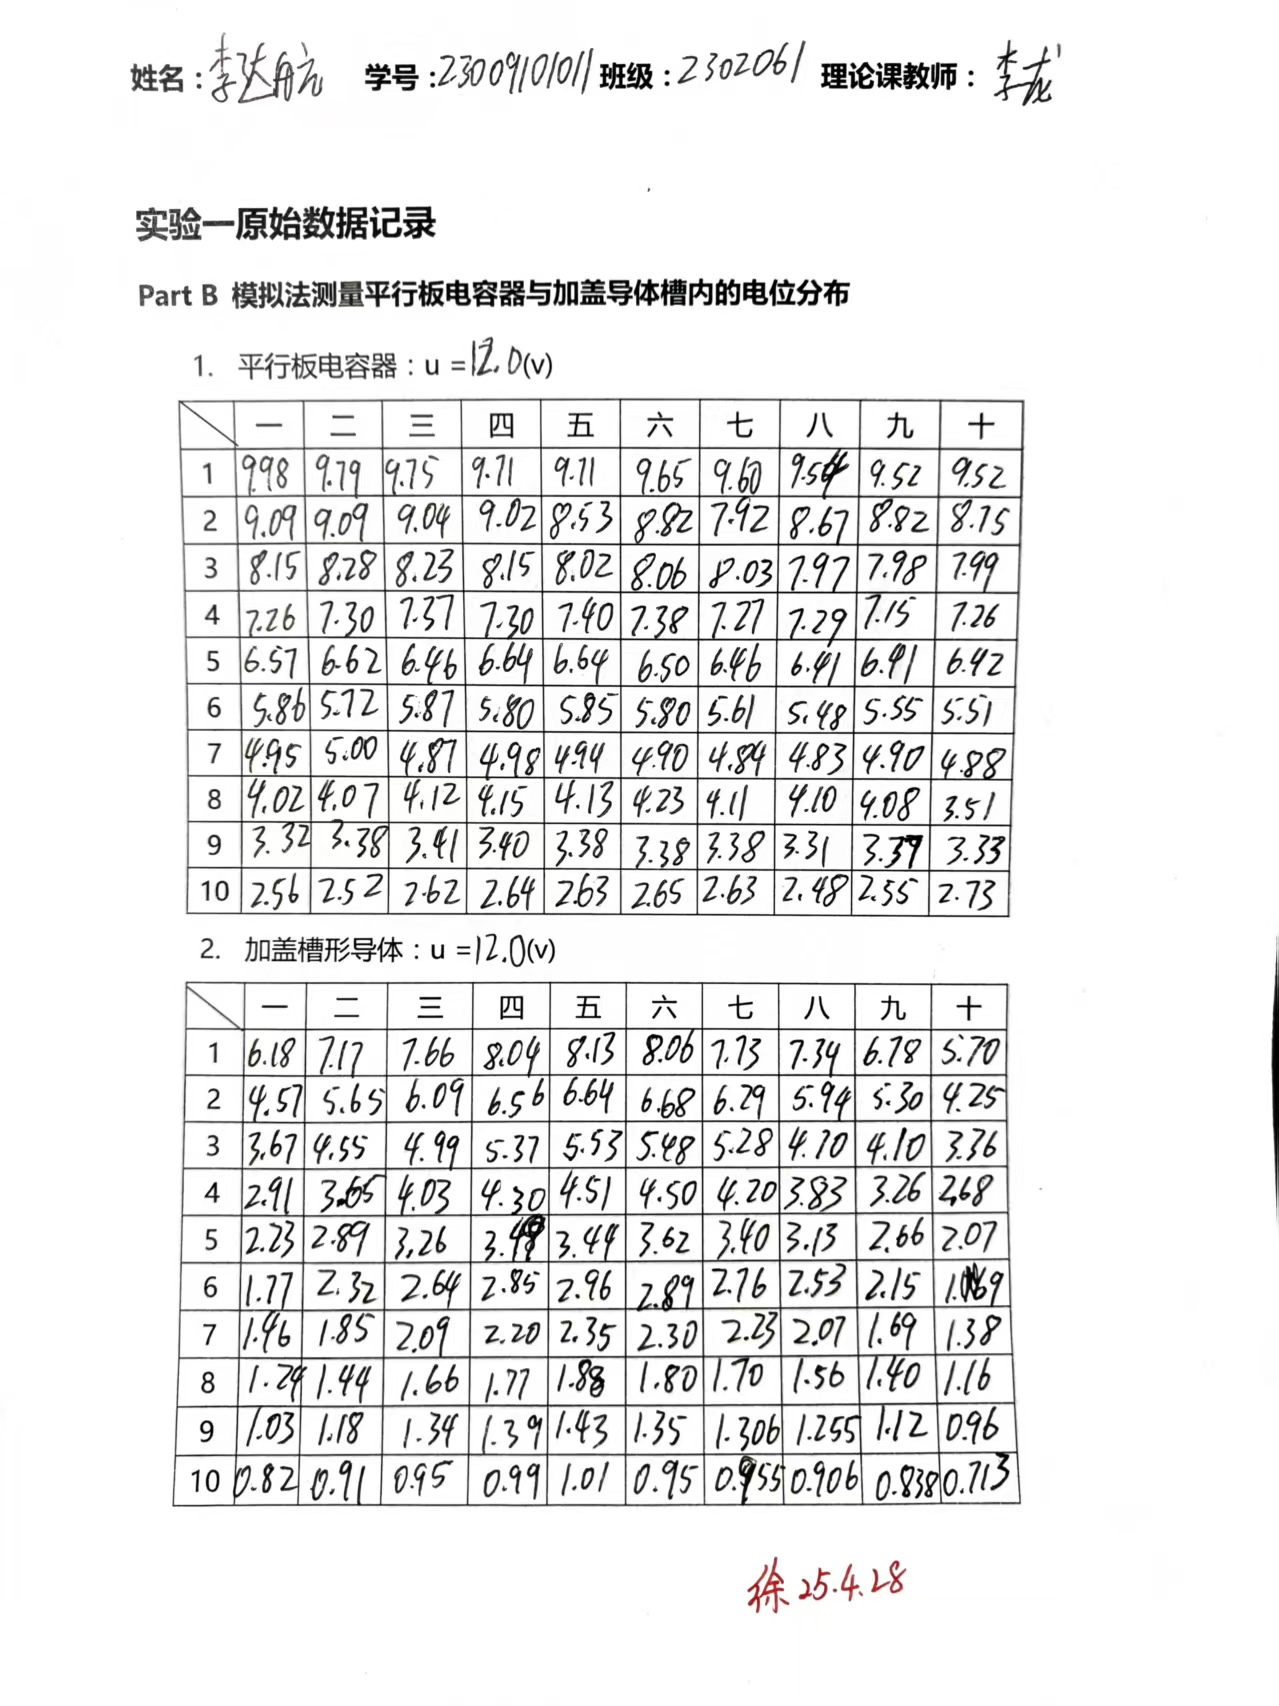 姓名：李达航 学号：23009101011 班级：2302061 理论课教师：李龙
实验一原始数据记录
Part B 模拟法测量平行板电容器与加盖导体槽内的电位分布
1. 平行板电容器：u =12.0(v)
一 二 三 四 五 六 七 八 九 十
1 9.98 9.79 9.75 9.71 9.71 9.65 9.60 9.54 9.52 9.52
2 9.09 9.09 9.04 9.02 8.53 8.82 7.92 8.67 8.82 8.75
3 8.15 8.28 8.23 8.15 8.02 8.06 8.03 7.97 7.98 7.99
4 7.26 7.30 7.37 7.30 7.40 7.38 7.27 7.29 7.15 7.26
5 6.57 6.62 6.46 6.64 6.64 6.50 6.46 6.41 6.41 6.42
6 5.86 5.72 5.87 5.80 5.85 5.80 5.61 5.48 5.55 5.51
7 4.95 5.00 4.87 4.98 4.94 4.90 4.84 4.83 4.90 4.88
8 4.02 4.07 4.12 4.15 4.13 4.23 4.11 4.10 4.08 3.51
9 3.32 3.38 3.41 3.40 3.38 3.38 3.38 3.31 3.33
10 2.56 2.52 2.62 2.64 2.63 2.65 2.63 2.48 2.55 2.73
2. 加盖槽形导体：u =12.0(v)
一 二 三 四 五 六 七 八 九 十
1 6.18 7.17 7.66 8.04 8.13 8.06 7.73 7.34 6.78 5.70
2 4.57 5.65 6.09 6.56 6.64 6.68 6.29 5.94 5.30 4.25
3 3.67 4.55 4.99 5.37 5.53 5.48 5.28 4.70 4.10 3.36
4 2.91 3.65 4.03 4.30 4.51 4.50 4.20 3.83 3.26 2.68
5 2.23 2.89 3.26 3.44 3.62 3.40 3.13 2.66 2.07
6 1.77 2.32 2.64 2.85 2.96 2.89 2.76 2.53 2.15
7 1.46 1.85 2.09 2.20 2.35 2.30 2.23 2.07 1.69 1.38
8 1.24 1.44 1.66 1.77 1.88 1.80 1.70 1.56 1.40 1.16
9 1.03 1.18 1.34 1.39 1.43 1.35 1.306 1.255 1.12 0.96
10 0.82 0.91 0.95 0.99 1.01 0.95 0.955 0.906 0.838 0.713
徐 25.4.28